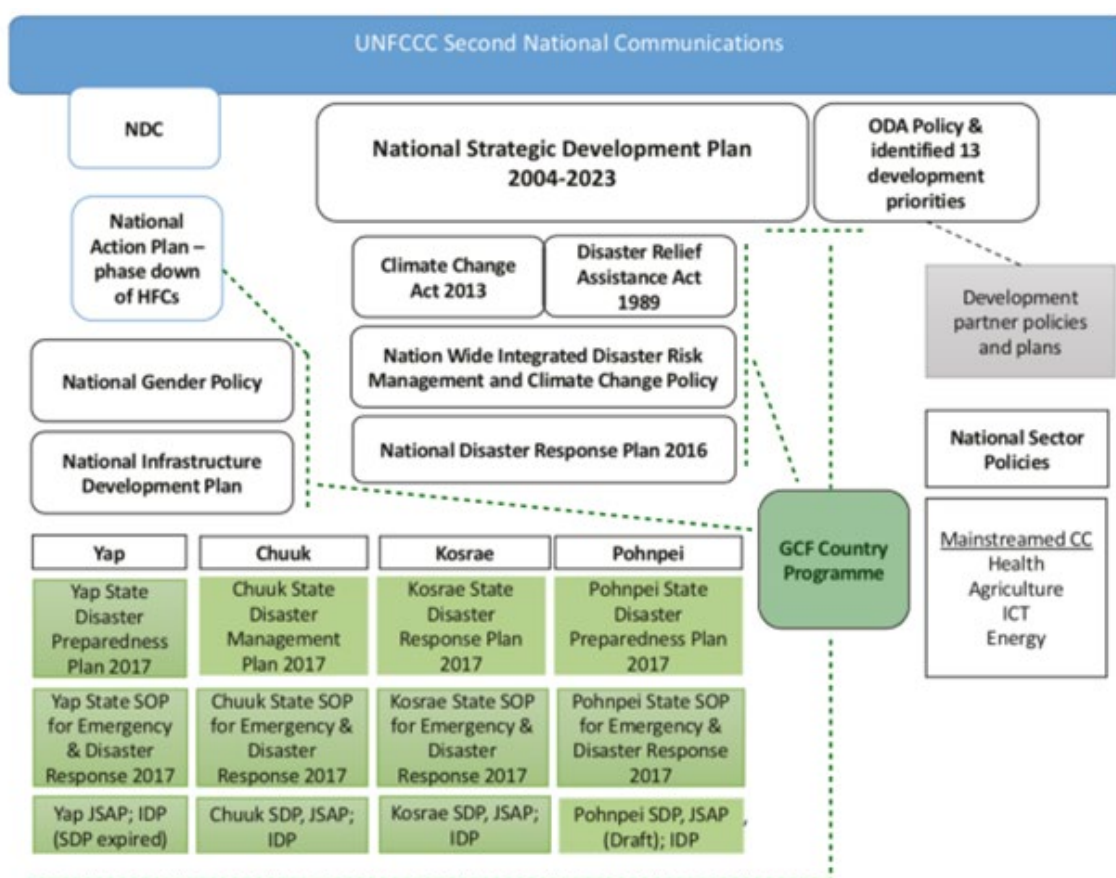 UNFCCC Second National Communications
NDC
National Strategic Development Plan
2004-2023
ODA Policy &
identified 13
development
priorities
National
Action Plan –
phase down
of HFCs
Climate Change
Act 2013
Disaster Relief
Assistance Act
1989
Development
partner policies
and plans
Nation Wide Integrated Disaster Risk
Management and Climate Change Policy
National Gender Policy
National Disaster Response Plan 2016
National Infrastructure
Development Plan
National Sector
Policies
GCF Country
Programme
Mainstreamed CC
Health
Agriculture
ICT
Energy
Yap
Chuuk
Kosrae
Pohnpei
Yap State
Disaster
Preparedness
Plan 2017
Chuuk State
Disaster
Management
Plan 2017
Kosrae State
Disaster
Response Plan
2017
Pohnpei State
Disaster
Preparedness Plan
2017
Yap State SOP
for Emergency
& Disaster
Response 2017
Chuuk State SOP
for Emergency &
Disaster
Response 2017
Kosrae State SOP
for Emergency &
Disaster
Response 2017
Pohnpei State SOP
for Emergency &
Disaster Response
2017
Yap JSAP; IDP
(SDP expired)
Chuuk SDP, JSAP;
IDP
Kosrae SDP, JSAP;
IDP
Pohnpei SDP, JSAP
(Draft); IDP